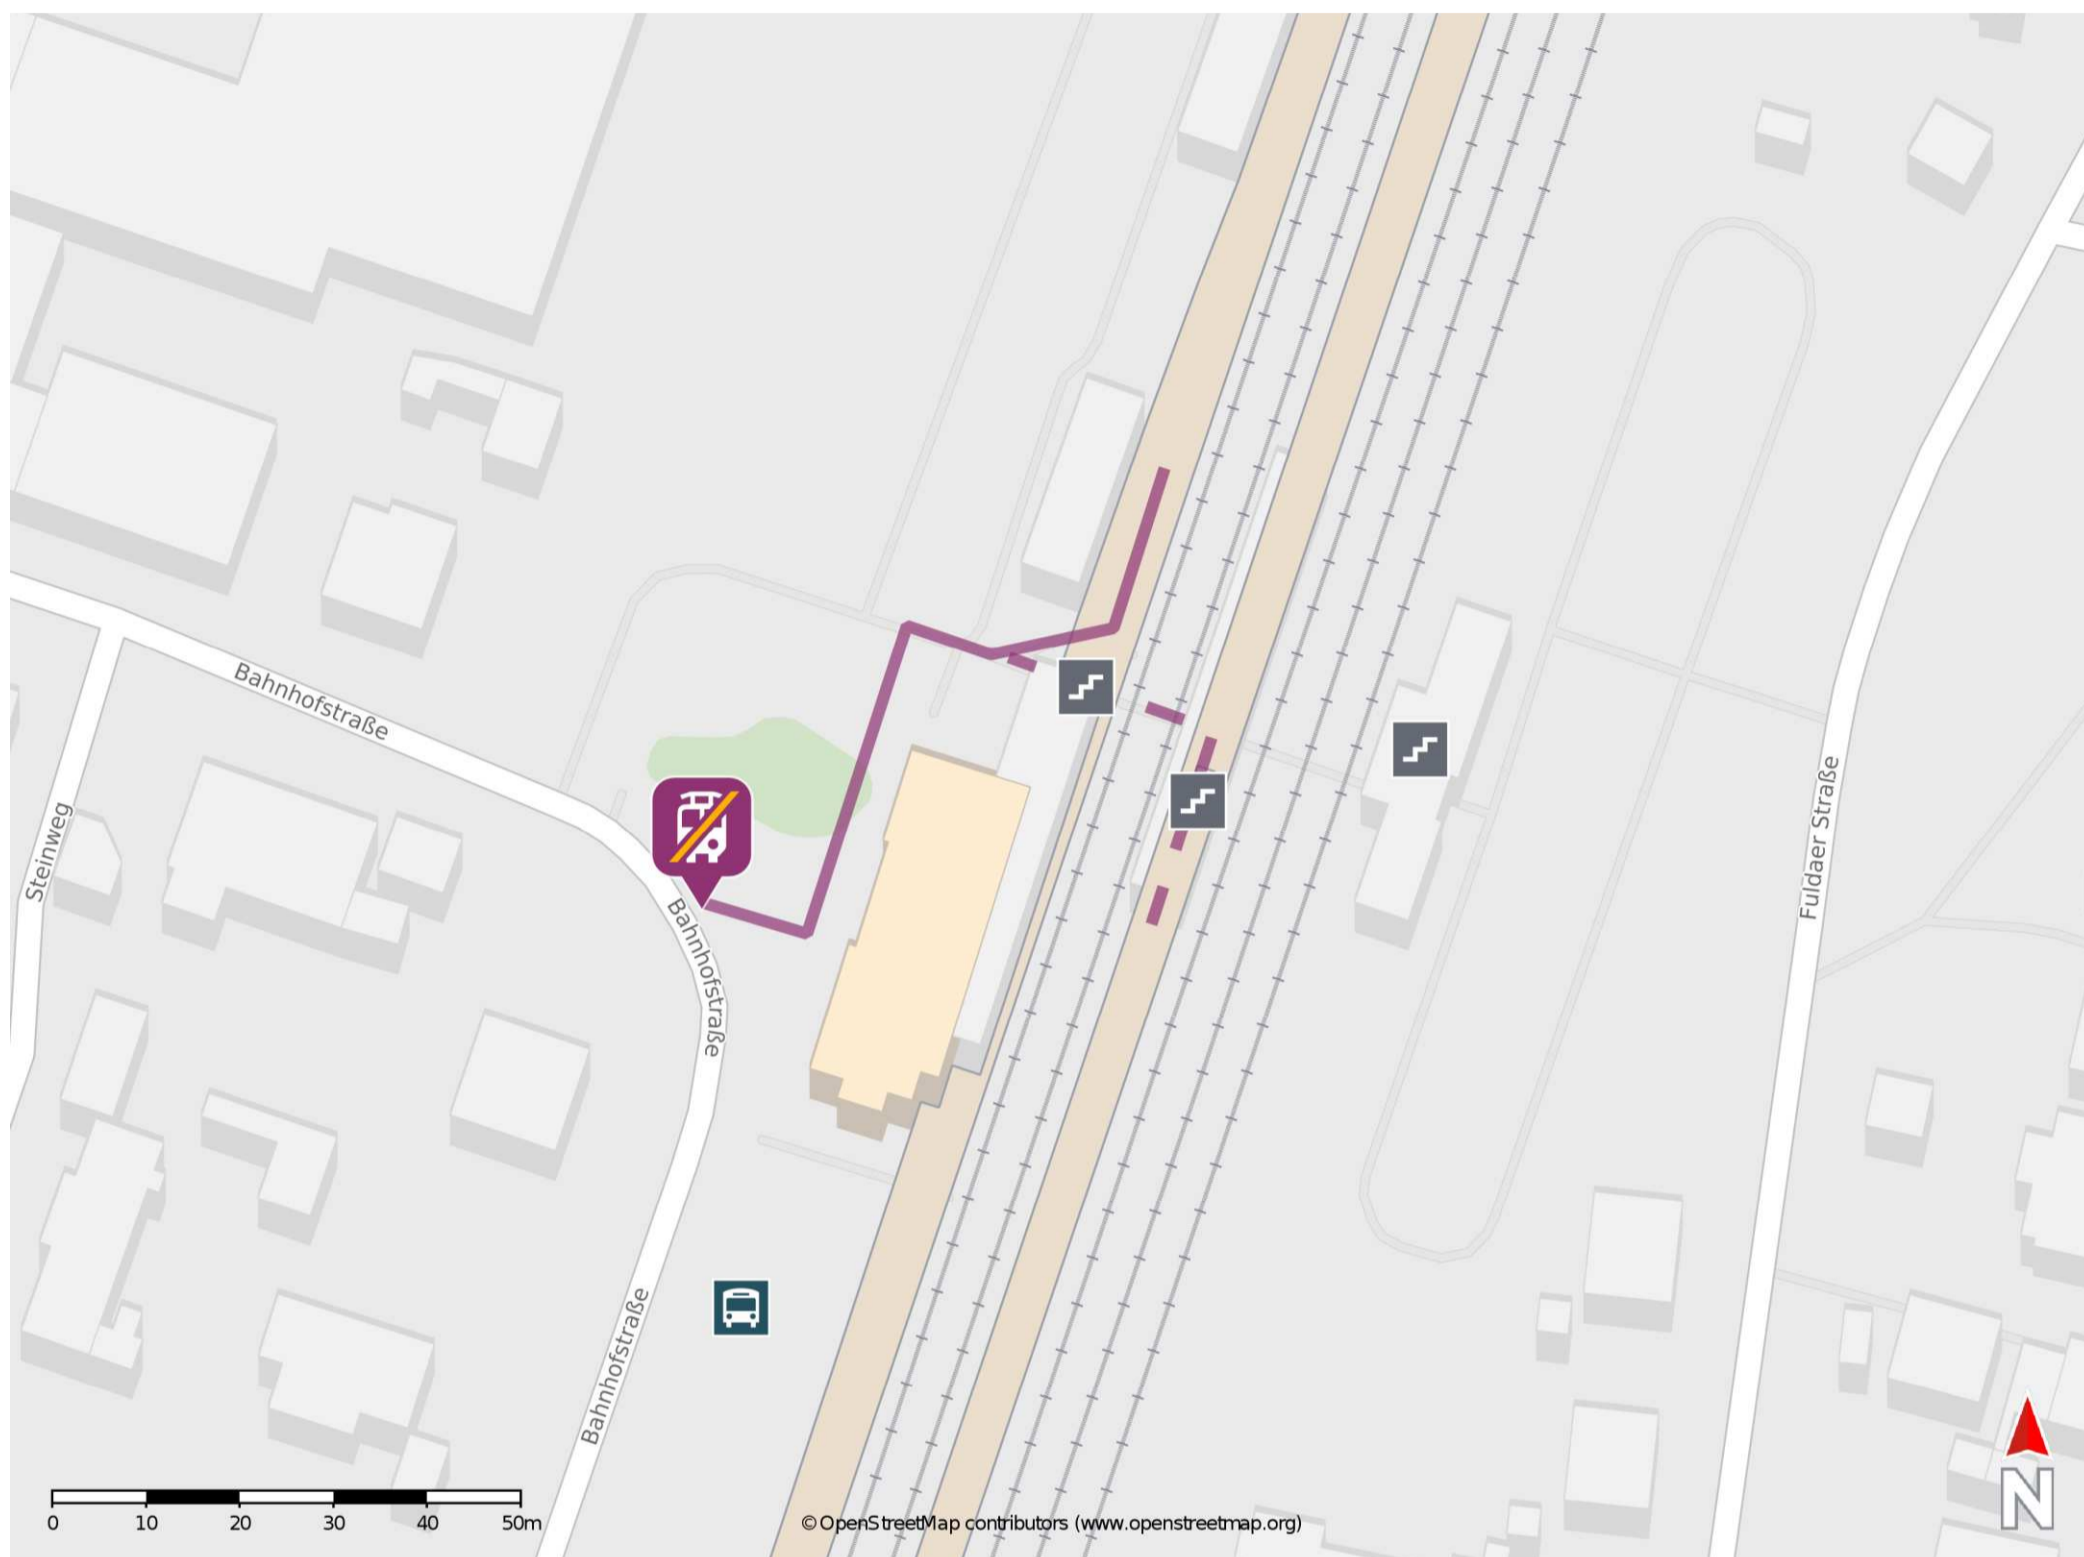 Bahnhofstraße
Steinweg
Bahnhofstraße
Fuldaer Straße
Bahnhofstraße
0 10 20 30 40 50m
© OpenStreetMap contributors (www.openstreetmap.org)
N